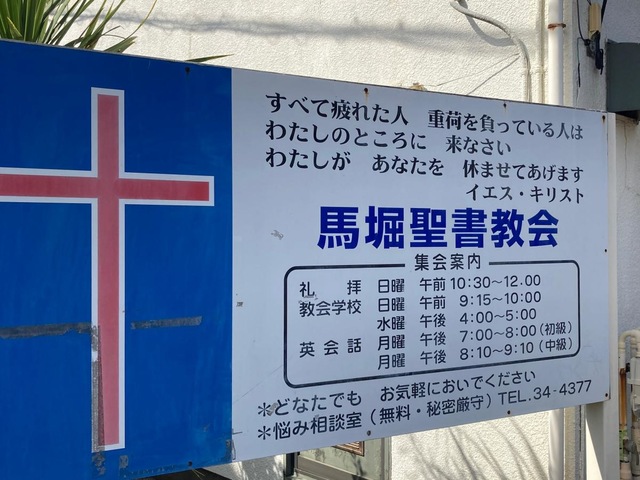 すべて疲れた人　重荷を負っている人は
わたしのところに　来なさい
わたしが　あなたを　休ませてあげます
イエス・キリスト
馬堀聖書教会
集会案内
礼　拝　日曜　午前 10:30～12.00
教会学校　日曜　午前　9:15～10:00
水曜　午後　4:00～5:00
英会話　月曜　午後　7:00～8:00(初級)
月曜　午後　8:10～9:10(中級)
＊どなたでも　お気軽においでください
＊悩み相談室（無料・秘密厳守）TEL.34-4377